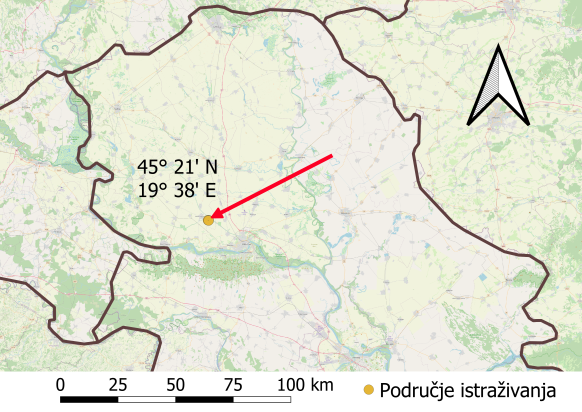 45° 21' N
19° 38' E
0 25 50 75 100 km
Područje istraživanja